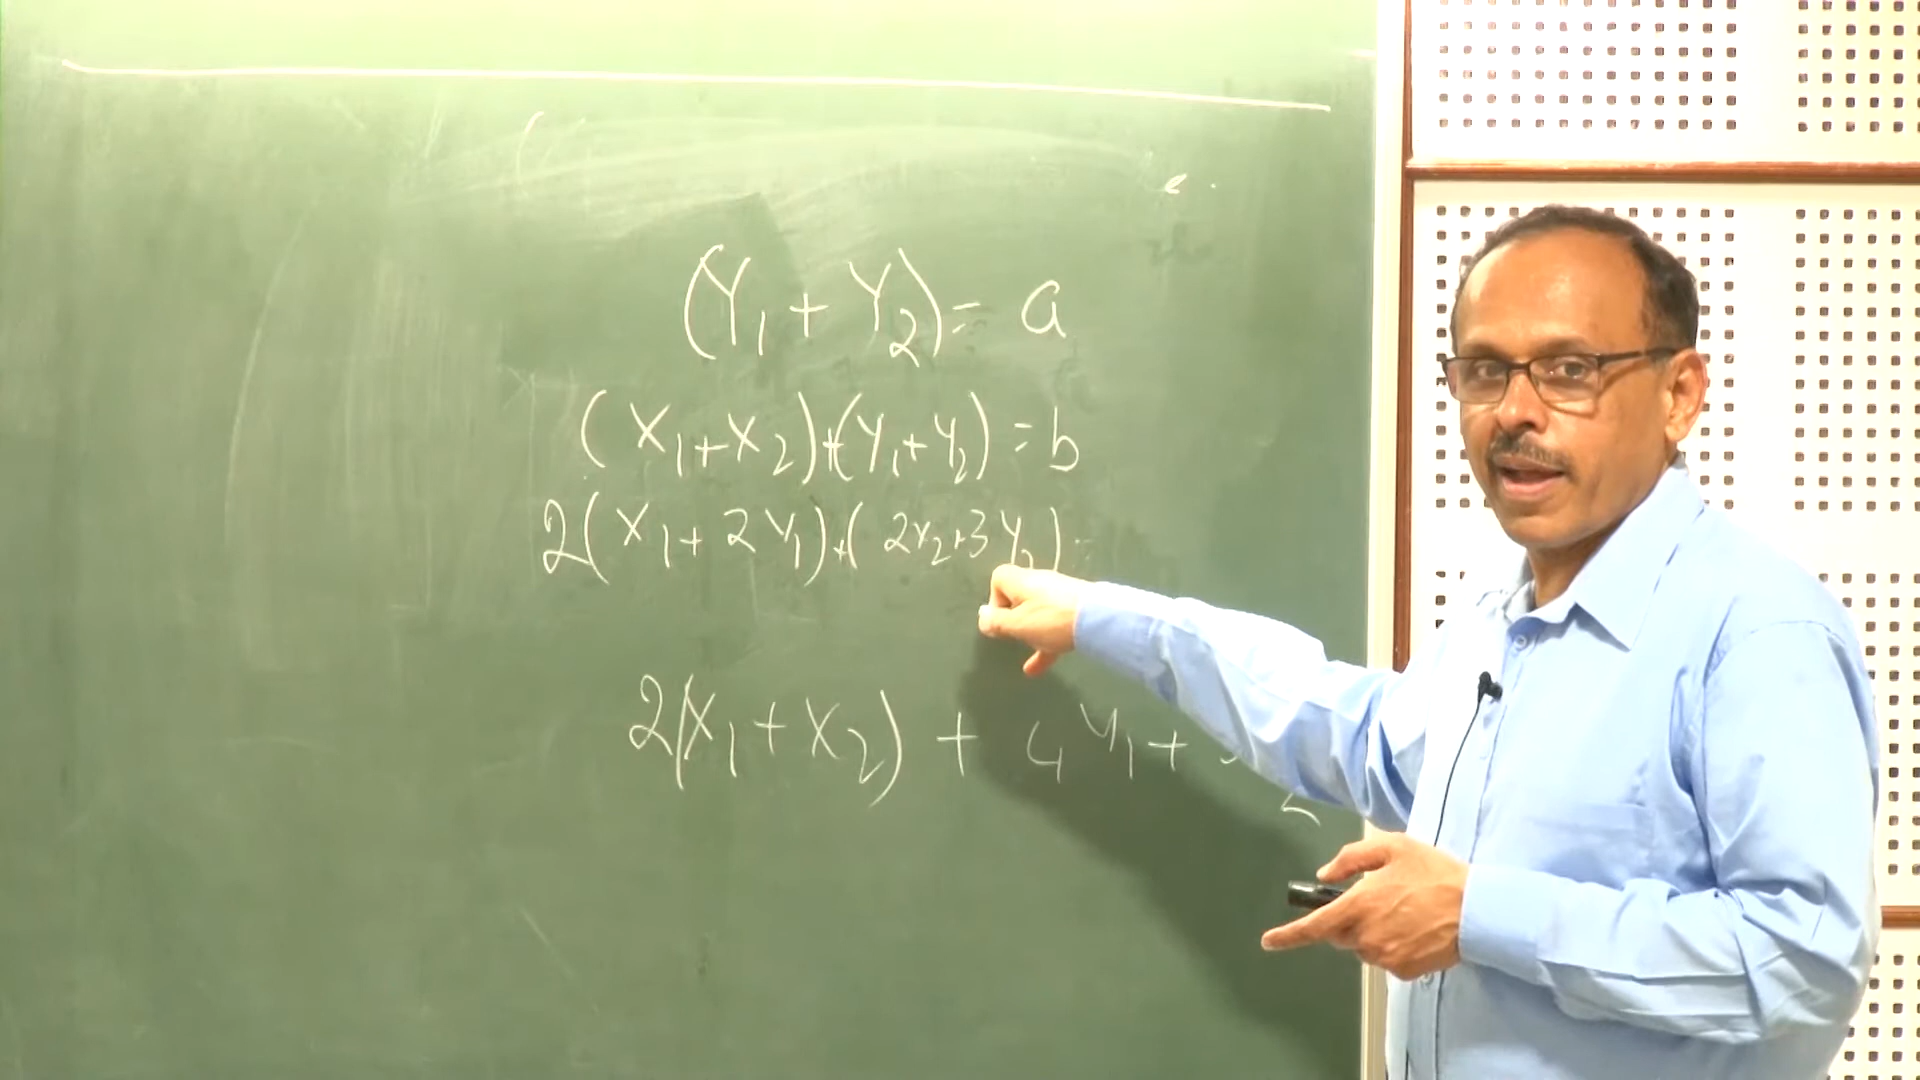 (Y₁ + Y₂) = a
(X₁ + X₂) + (Y₁ + Y₂) = b
2(X₁ + 2Y₁) + (2X₂ + 3Y₂) =
2(X₁ + X₂) + 4Y₁ +